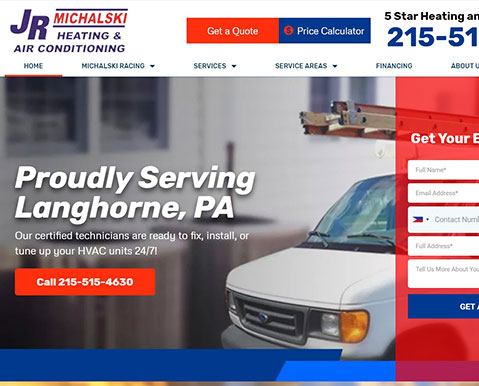 JR MICHALSKI
HEATING &
AIR CONDITIONING
Get a Quote
Price Calculator
5 Star Heating an
215-51
HOME
MICHALSKI RACING
SERVICES
SERVICE AREAS
FINANCING
ABOUT U
Proudly Serving
Langhorne, PA
Our certified technicians are ready to fix, install, or
tune up your HVAC units 24/7!
Call 215-515-4630
Get Your E
Full Name*
Email Address*
Contact Numb
Full Address*
Tell Us More About You
GET A
Ford